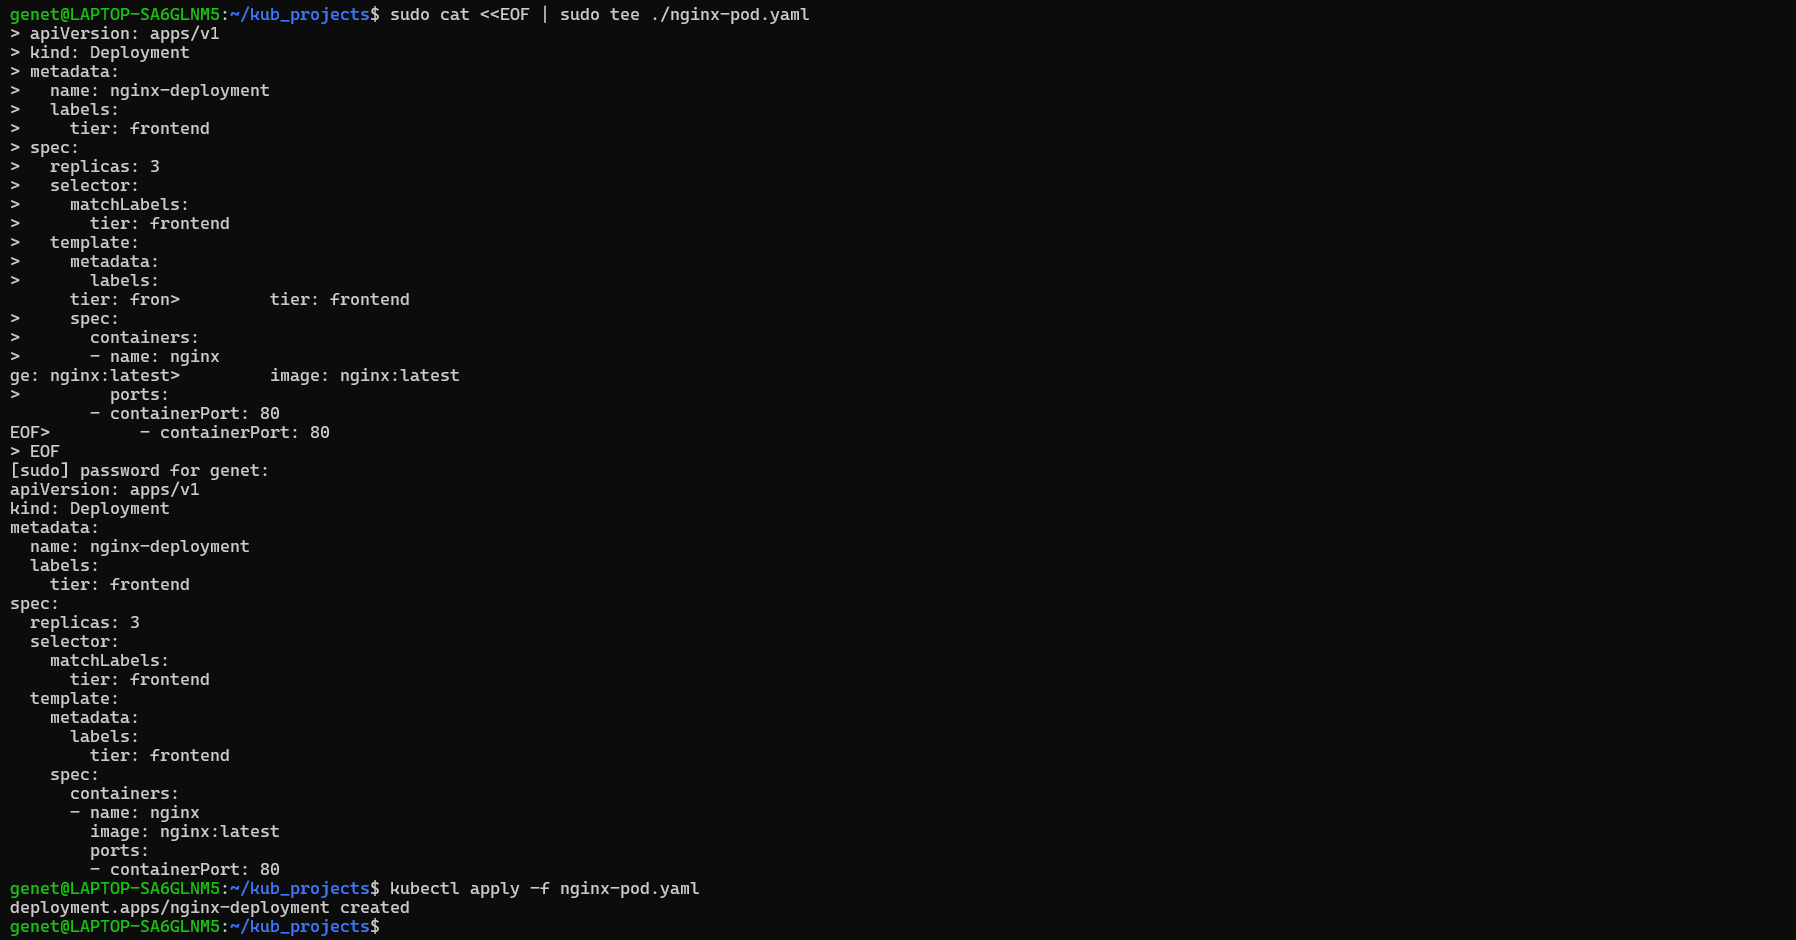 genet@LAPTOP-SA6GLNM5:~/kub_projects$ sudo cat <<EOF | sudo tee ./nginx-pod.yaml
> apiVersion: apps/v1
> kind: Deployment
> metadata:
>   name: nginx-deployment
>   labels:
>     tier: frontend
> spec:
>   replicas: 3
>   selector:
>     matchLabels:
>       tier: frontend
>   template:
>     metadata:
>       labels:
      tier: fron>         tier: frontend
>     spec:
>       containers:
>       - name: nginx
ge: nginx:latest>         image: nginx:latest
>         ports:
        - containerPort: 80
EOF>         - containerPort: 80
> EOF
[sudo] password for genet:
apiVersion: apps/v1
kind: Deployment
metadata:
  name: nginx-deployment
  labels:
    tier: frontend
spec:
  replicas: 3
  selector:
    matchLabels:
      tier: frontend
  template:
    metadata:
      labels:
        tier: frontend
    spec:
      containers:
      - name: nginx
        image: nginx:latest
        ports:
        - containerPort: 80
genet@LAPTOP-SA6GLNM5:~/kub_projects$ kubectl apply -f nginx-pod.yaml
deployment.apps/nginx-deployment created
genet@LAPTOP-SA6GLNM5:~/kub_projects$